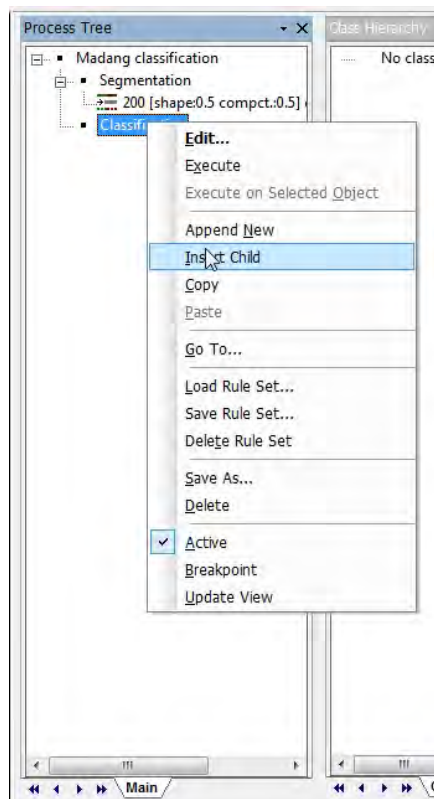 Process Tree
Class Hierarchy
Madang classification
No class
Segmentation
200 [shape:0.5 compct.:0.5]
Edit...
Execute
Execute on Selected Object
Append New
Insert Child
Copy
Paste
Go To...
Load Rule Set...
Save Rule Set...
Delete Rule Set
Save As...
Delete
Active
Breakpoint
Update View
Main